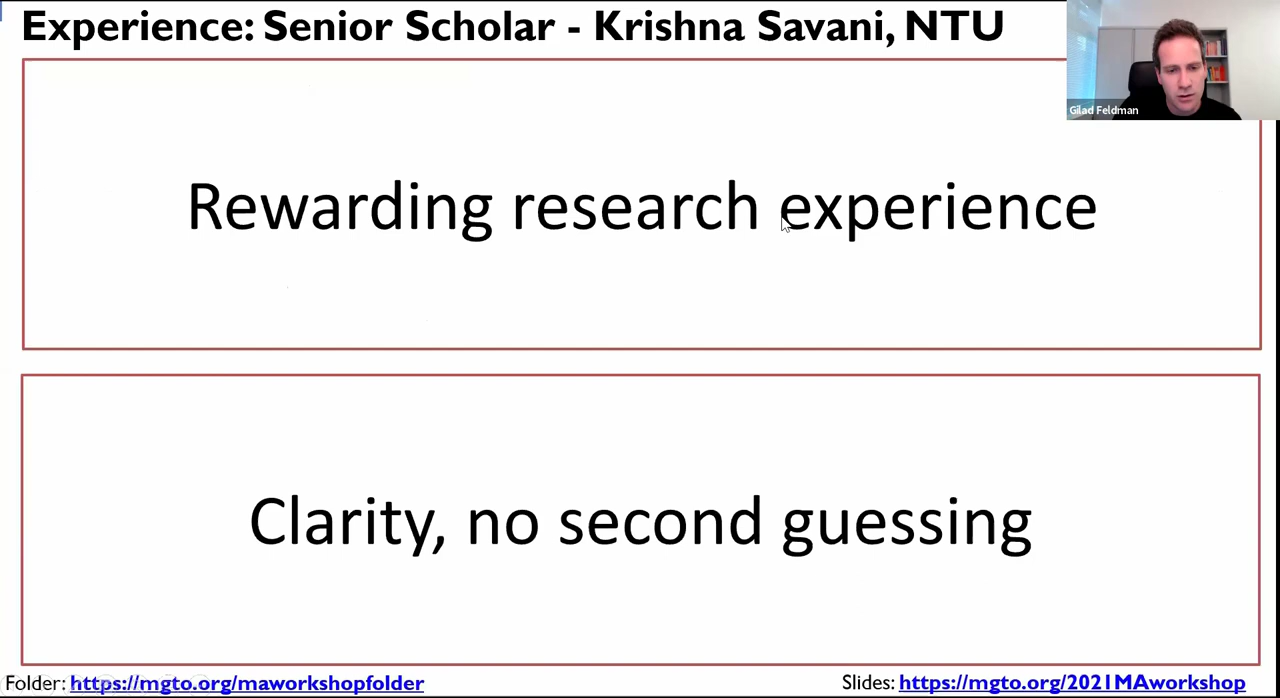 Experience: Senior Scholar - Krishna Savani, NTU
Gilad Feldman
Rewarding research experience
Clarity, no second guessing
Folder: https://mgto.org/maworkshopfolder
Slides: https://mgto.org/2021MAworkshop